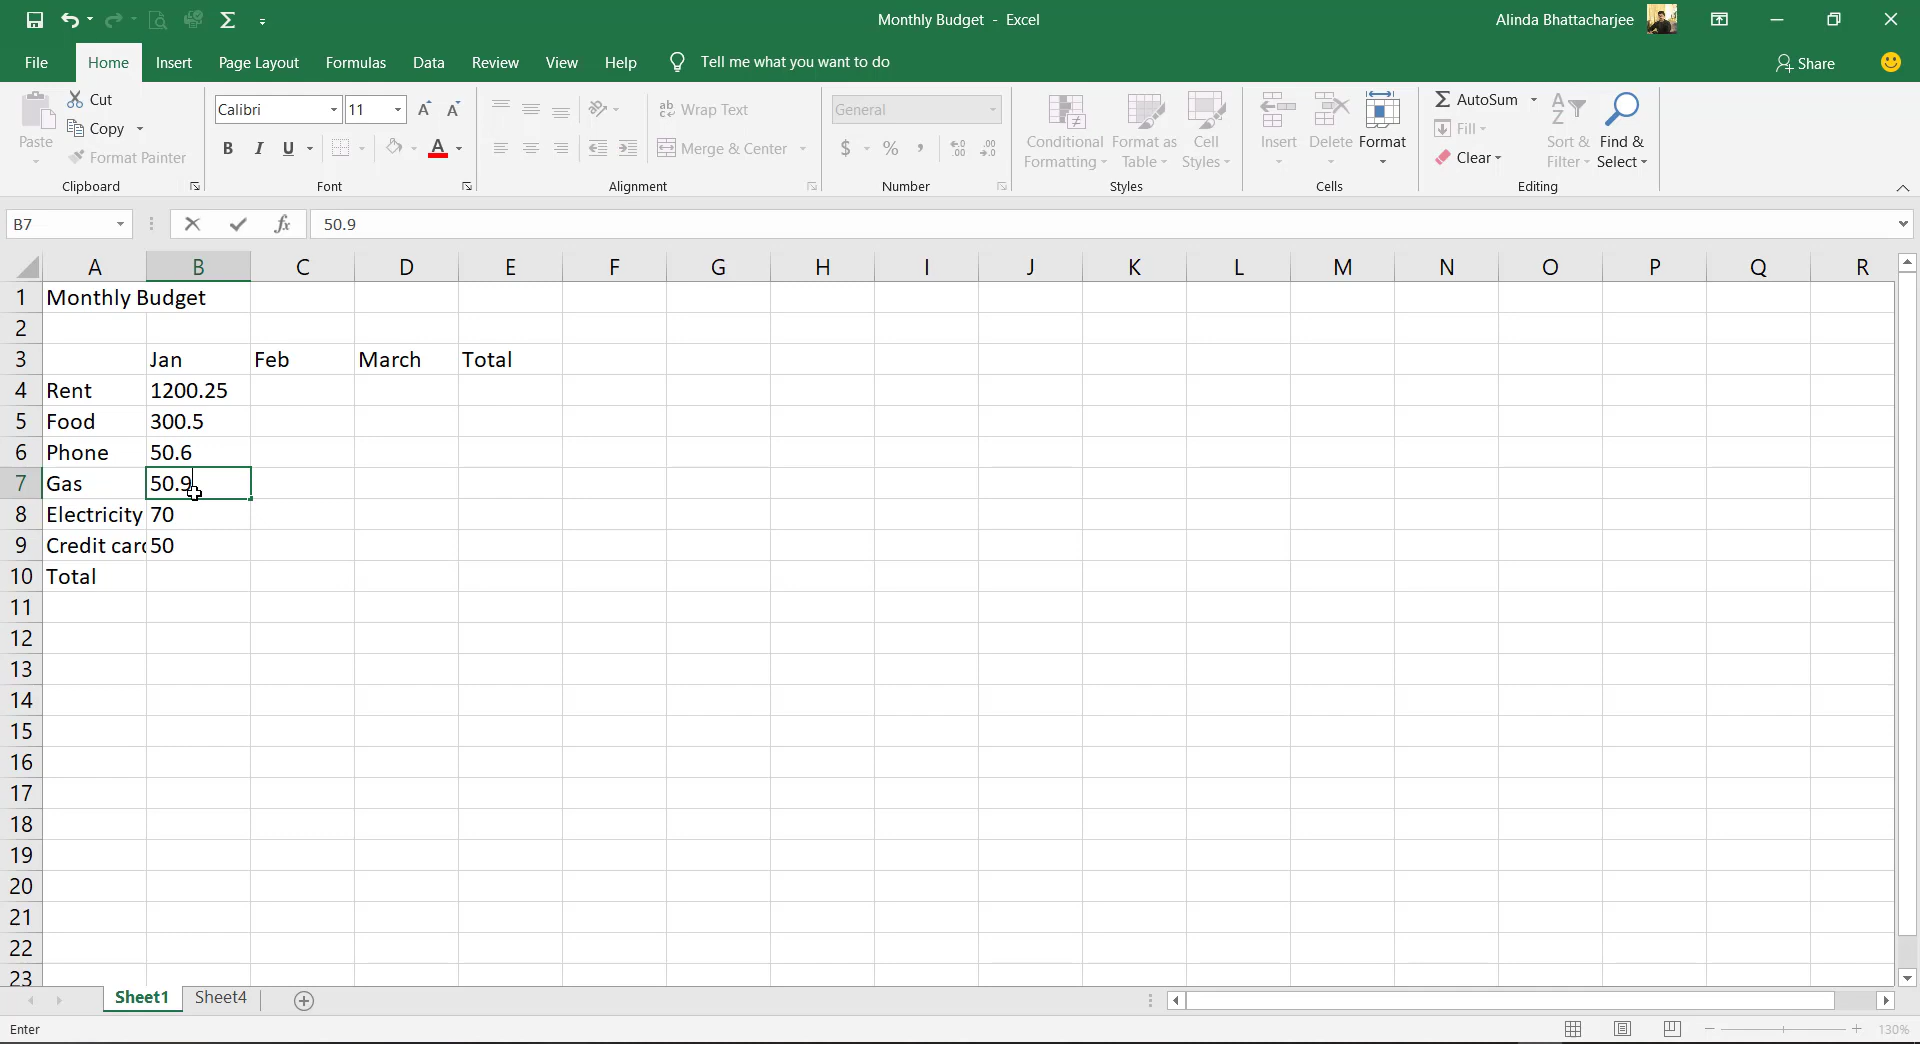 Monthly Budget - Excel
Alinda Bhattacharjee
File Home Insert Page Layout Formulas Data Review View Help Tell me what you want to do Share
Paste
Cut
Copy
Format Painter
Clipboard
Calibri 11
B I U A
Font
ab Wrap Text
Merge & Center
Alignment
General
$ % ,
Number
Conditional Formatting
Format as Table
Cell Styles
Styles
Insert
Delete
Format
Cells
AutoSum
Fill
Clear
Sort & Filter
Find & Select
Editing
B7 fx 50.9
A B C D E F G H I J K L M N O P Q R
1 Monthly Budget
2
3 Jan Feb March Total
4 Rent 1200.25
5 Food 300.5
6 Phone 50.6
7 Gas 50.9
8 Electricity 70
9 Credit card 50
10 Total
11
12
13
14
15
16
17
18
19
20
21
22
23
Sheet1 Sheet4
Enter
130%